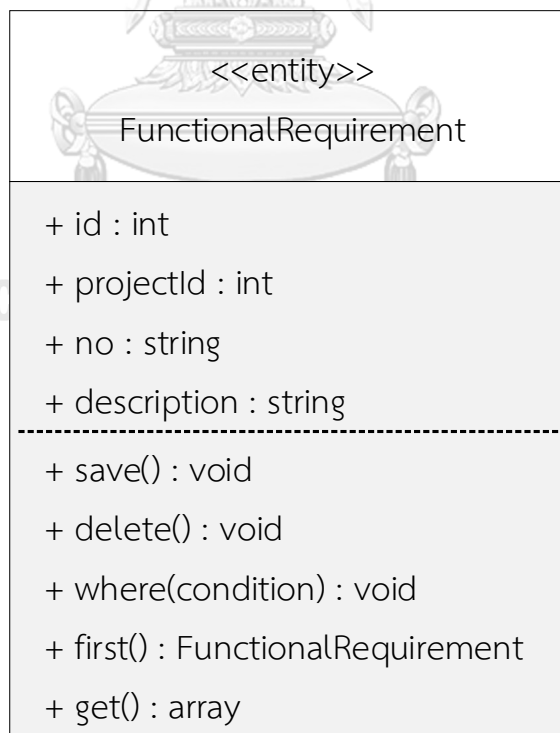 <<entity>>
FunctionalRequirement
+ id : int
+ projectId : int
+ no : string
+ description : string
+ save() : void
+ delete() : void
+ where(condition) : void
+ first() : FunctionalRequirement
+ get() : array